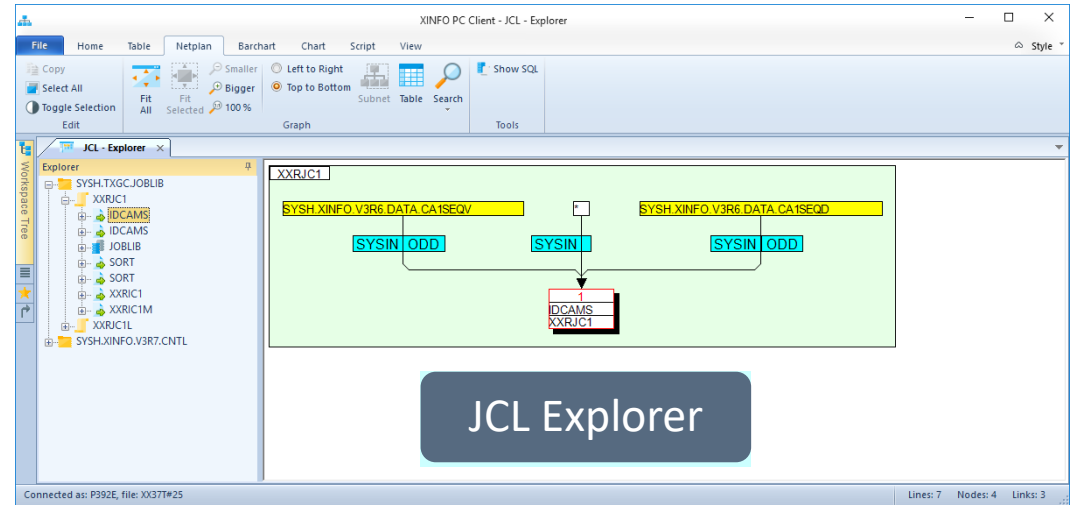 XINFO PC Client - JCL - Explorer
File Home Table Netplan Barchart Chart Script View Style
Copy
Select All
Toggle Selection
Edit
Fit All
Fit Selected
Smaller
Bigger
100 %
Left to Right
Top to Bottom
Subnet Table Search
Graph
Show SQL
Tools
JCL - Explorer
Workspace Tree
Explorer
SYSH.TXGC.JOBLIB
XXRJC1
IDCAMS
IDCAMS
JOBLIB
SORT
SORT
XXRIC1
XXRIC1M
XXRJC1L
SYSH.XINFO.V3R7.CNTL
XXRJC1
SYSH.XINFO.V3R6.DATA.CA1SEQV * SYSH.XINFO.V3R6.DATA.CA1SEQD
SYSIN ODD SYSIN SYSIN ODD
1
IDCAMS
XXRJC1
JCL Explorer
Connected as: P392E, file: XX37T#25 Lines: 7 Nodes: 4 Links: 3